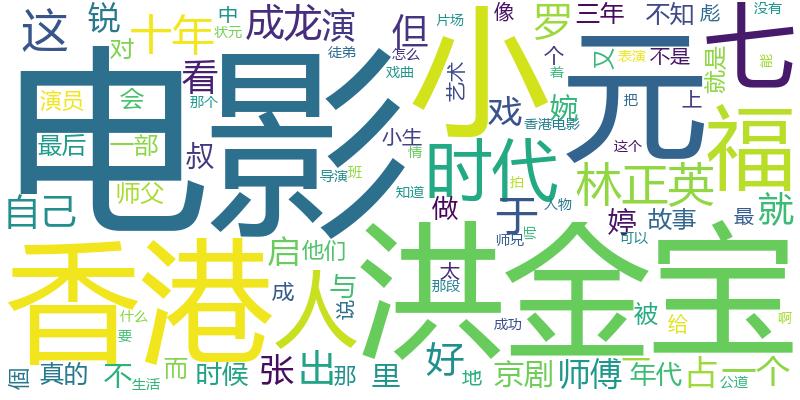 这
锐
中
状元
十年
对
成龙
演
徒弟
但
怎么
片场
像
罗
三年
不知
彪
没有
七
电影
小
元
看
那个
戏曲
艺术
戏
个
又
表演
不是
就是
能
着
婉
把
上
香港电影
演员
会
最后
一部
叔
小生
情
师父
导演
班
时代
知道
这个
拍
人物
林正英
福
自己
做
于
师兄
婷
故事
最
就
可以
启
他们
香港
人
洪金宝
与
成
说
太
那段
什么
要
成功
被
给
啊
個
真的
不
生活
而
时候
张
出
那
里
好
地
京剧
师傅
年代
占
一个
公道